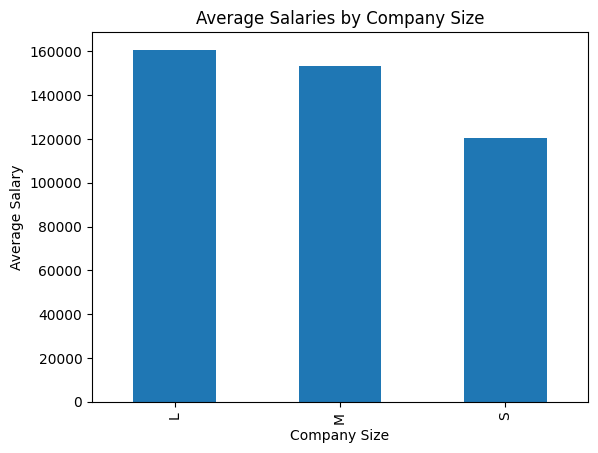 Average Salaries by Company Size
Average Salary
160000
140000
120000
100000
80000
60000
40000
20000
0
L
M
S
Company Size